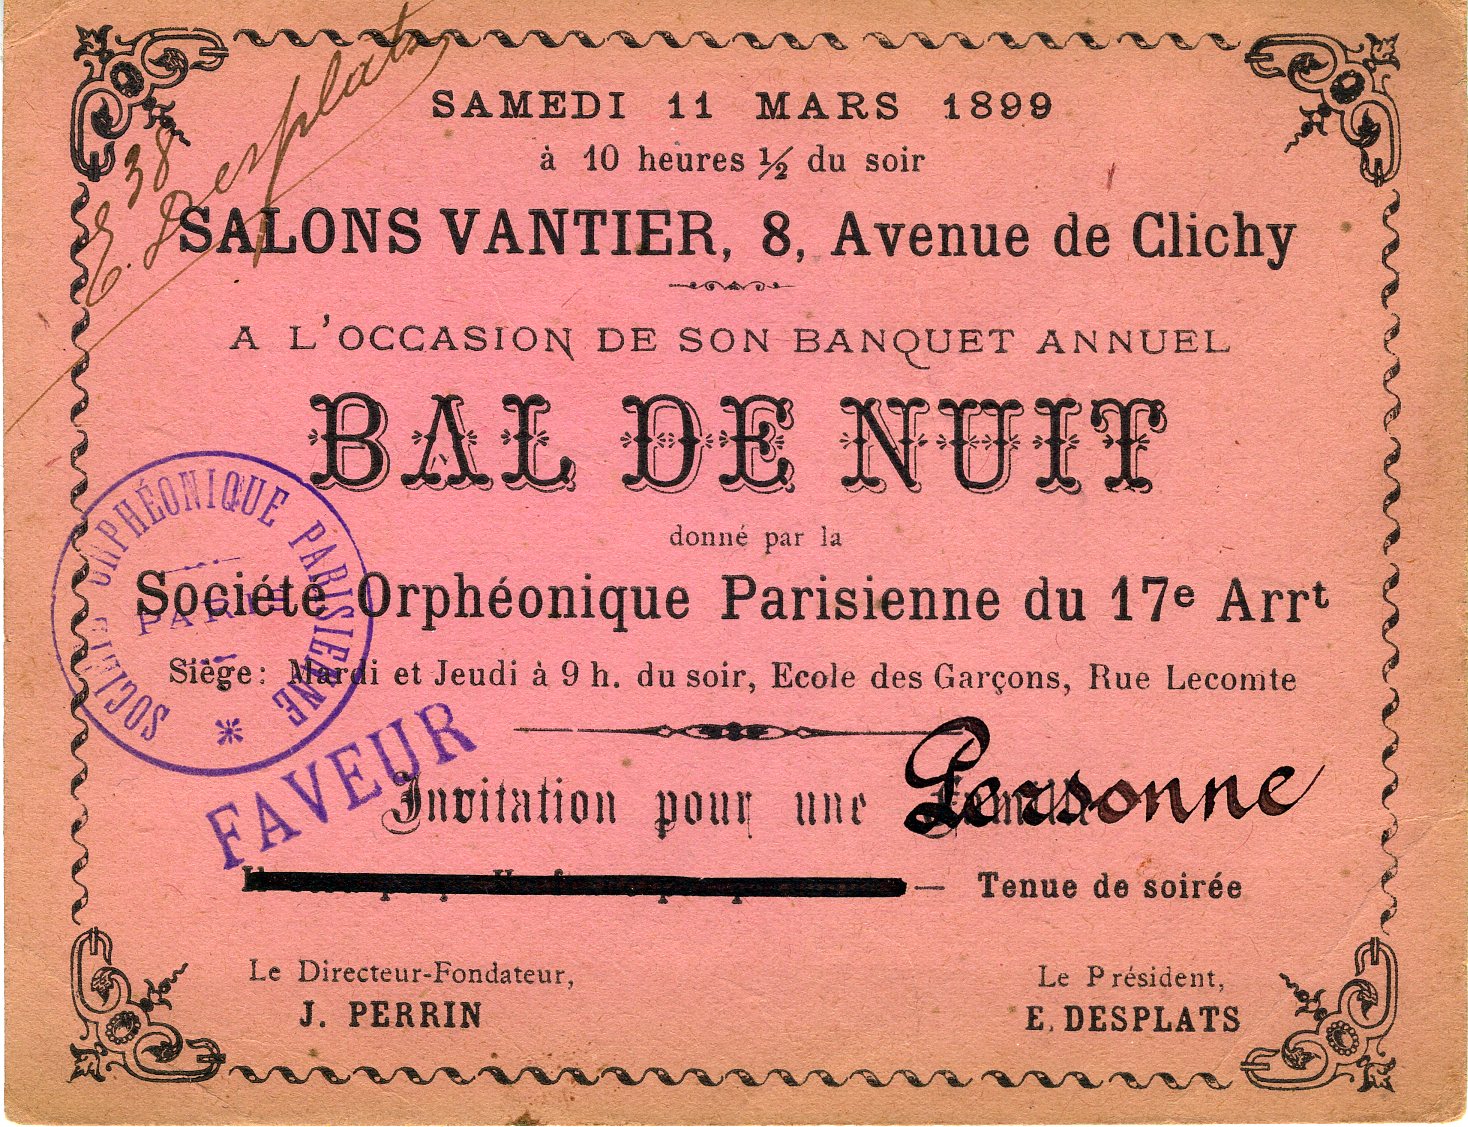 38
E. Desplats
SAMEDI 11 MARS 1899
à 10 heures ½ du soir
SALONS VANTIER, 8, Avenue de Clichy
A L'OCCASION DE SON BANQUET ANNUEL
BAL DE NUIT
donné par la
Société Orphéonique Parisienne du 17e Arrt
Siège: Mardi et Jeudi à 9 h. du soir, Ecole des Garçons, Rue Lecomte
SOCIÉTÉ ORPHÉONIQUE PARISIENNE
PARIS
FAVEUR
Invitation pour une Personne
— Tenue de soirée
Le Directeur-Fondateur,
J. PERRIN
Le Président,
E. DESPLATS